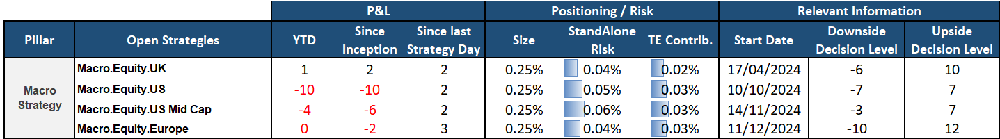 P&L Positioning / Risk Relevant Information
Pillar Open Strategies YTD Since Inception Since last Strategy Day Size StandAlone Risk TE Contrib. Start Date Downside Decision Level Upside Decision Level
Macro Strategy
Macro.Equity.UK 1 2 2 0.25% 0.04% 0.02% 17/04/2024 -6 10
Macro.Equity.US -10 -10 2 0.25% 0.05% 0.03% 10/10/2024 -7 7
Macro.Equity.US Mid Cap -4 -6 2 0.25% 0.06% 0.03% 14/11/2024 -3 7
Macro.Equity.Europe 0 -2 3 0.25% 0.04% 0.03% 11/12/2024 -10 12